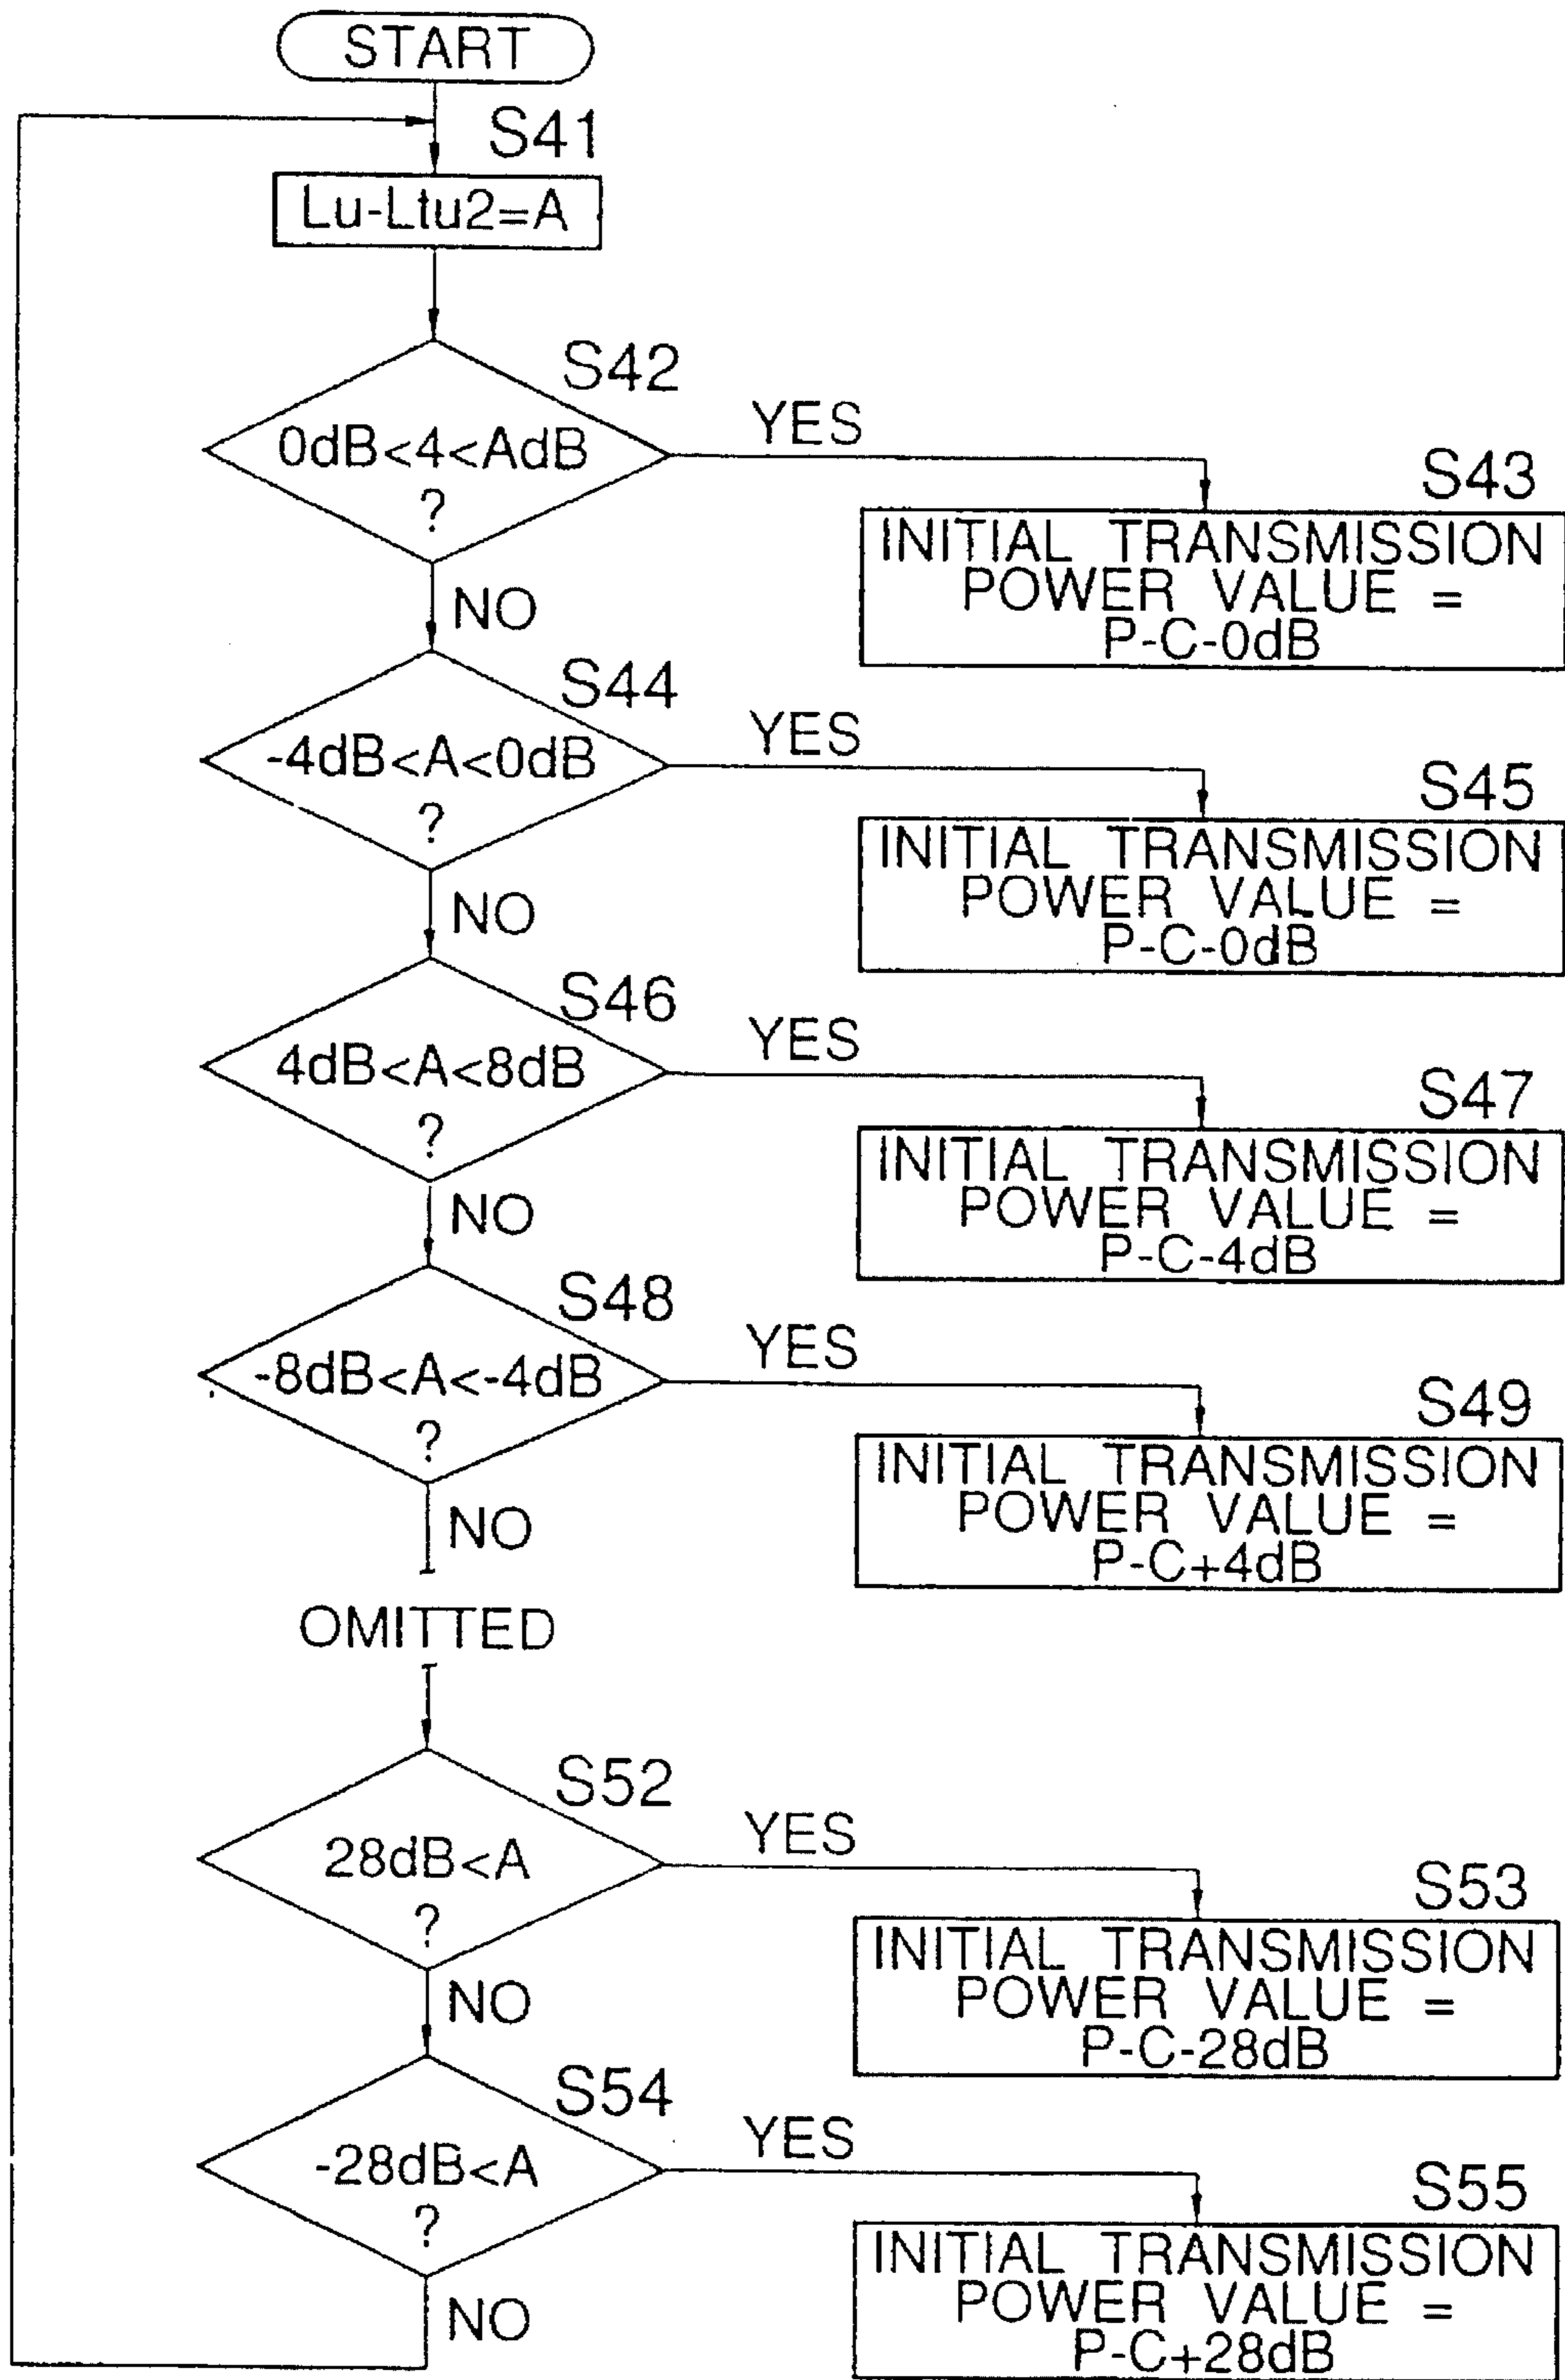 START
S41
Lu-Ltu2=A
S42
0dB<4<AdB
?
YES
S43
INITIAL TRANSMISSION
POWER VALUE =
P-C-0dB
NO
S44
-4dB<A<0dB
?
YES
S45
INITIAL TRANSMISSION
POWER VALUE =
P-C-0dB
NO
S46
4dB<A<8dB
?
YES
S47
INITIAL TRANSMISSION
POWER VALUE =
P-C-4dB
NO
S48
-8dB<A<-4dB
?
YES
S49
INITIAL TRANSMISSION
POWER VALUE =
P-C+4dB
NO
OMITTED
S52
28dB<A
?
YES
S53
INITIAL TRANSMISSION
POWER VALUE =
P-C-28dB
NO
S54
-28dB<A
?
YES
S55
INITIAL TRANSMISSION
POWER VALUE =
P-C+28dB
NO